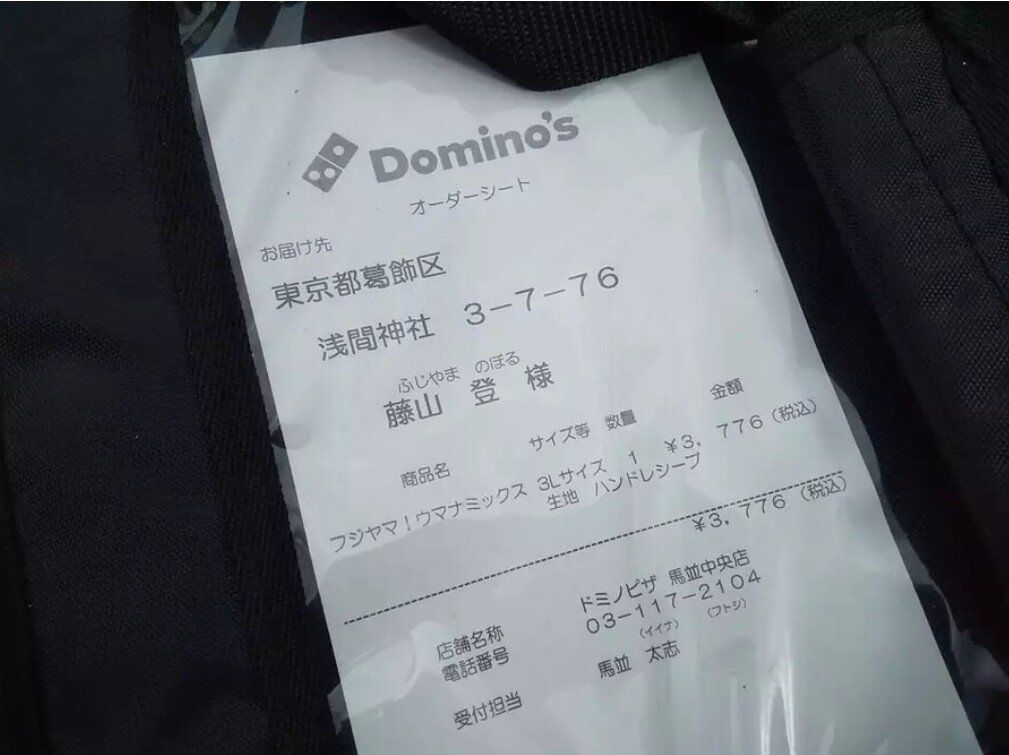 Domino's
オーダーシート
お届け先
東京都葛飾区
浅間神社 3-7-76
ふじやま のぼる
藤山 登 様
商品名 サイズ等 数量 金額
フジヤマ!ウマナミックス 3Lサイズ 1 ¥3,776(税込)
生地 ハンドレシーブ
¥3,776(税込)
店舗名称 ドミノピザ 馬並中央店
電話番号 03-117-2104
(イイナ) (フトシ)
受付担当 馬並 太志